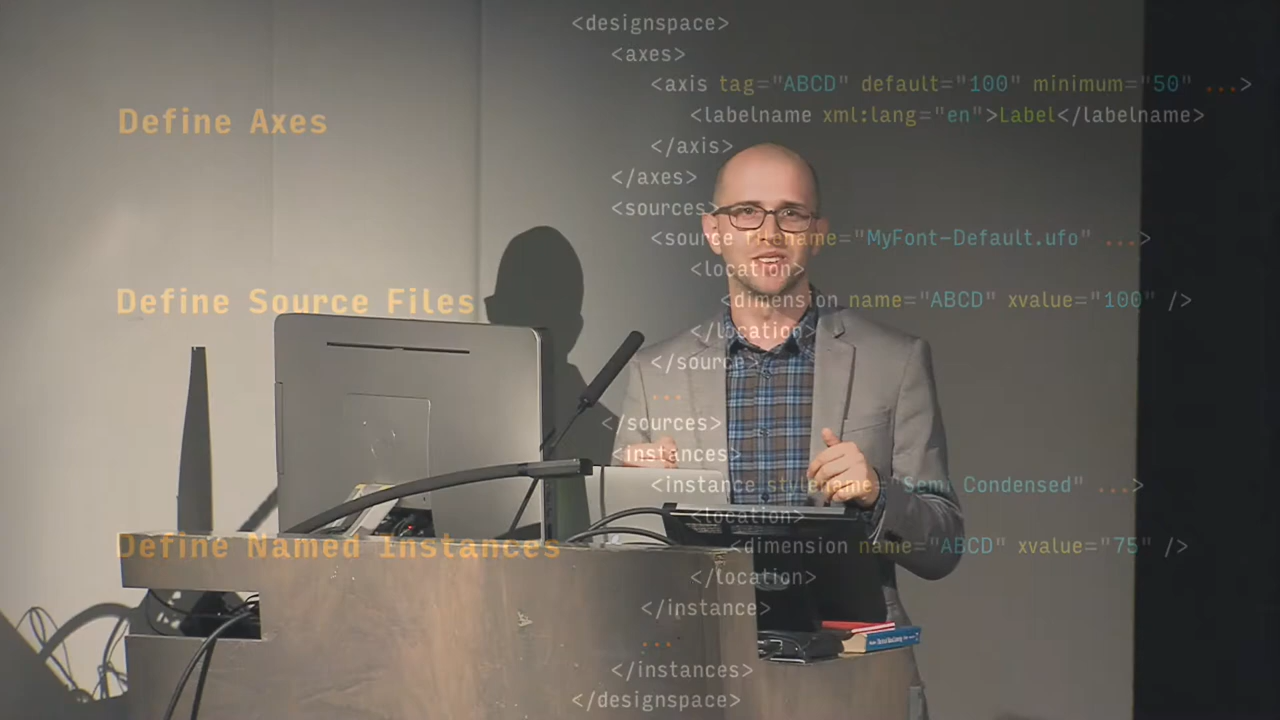 <designspace>
<axes>
Define Axes
<axis tag="ABCD" default="100" minimum="50" ...>
<labelname xml:lang="en">Label</labelname>
</axis>
</axes>
<sources>
Define Source Files
<source filename="MyFont-Default.ufo" ...>
<location>
<dimension name="ABCD" xvalue="100" />
</location>
</source>
...
</sources>
<instances>
Define Named Instances
<instance stylename="Semi Condensed" ...>
<location>
<dimension name="ABCD" xvalue="75" />
</location>
</instance>
...
</instances>
</designspace>